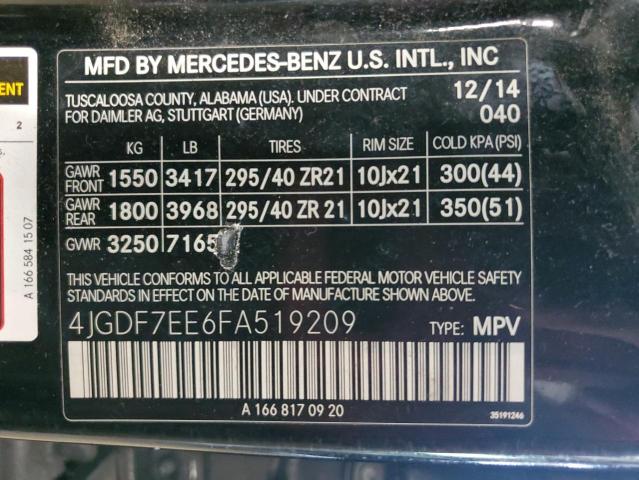 MFD BY MERCEDES-BENZ U.S. INTL., INC
TUSCALOOSA COUNTY, ALABAMA (USA). UNDER CONTRACT 12/14
FOR DAIMLER AG, STUTTGART (GERMANY) 040
KG LB TIRES RIM SIZE COLD KPA(PSI)
GAWR FRONT 1550 3417 295/40 ZR21 10Jx21 300(44)
GAWR REAR 1800 3968 295/40 ZR 21 10Jx21 350(51)
GVWR 3250 7165
THIS VEHICLE CONFORMS TO ALL APPLICABLE FEDERAL MOTOR VEHICLE SAFETY
STANDARDS IN EFFECT ON THE DATE OF MANUFACTURE SHOWN ABOVE.
4JGDF7EE6FA519209 TYPE: MPV
A 166 817 09 20
35191246
2
A 166 584 15 07